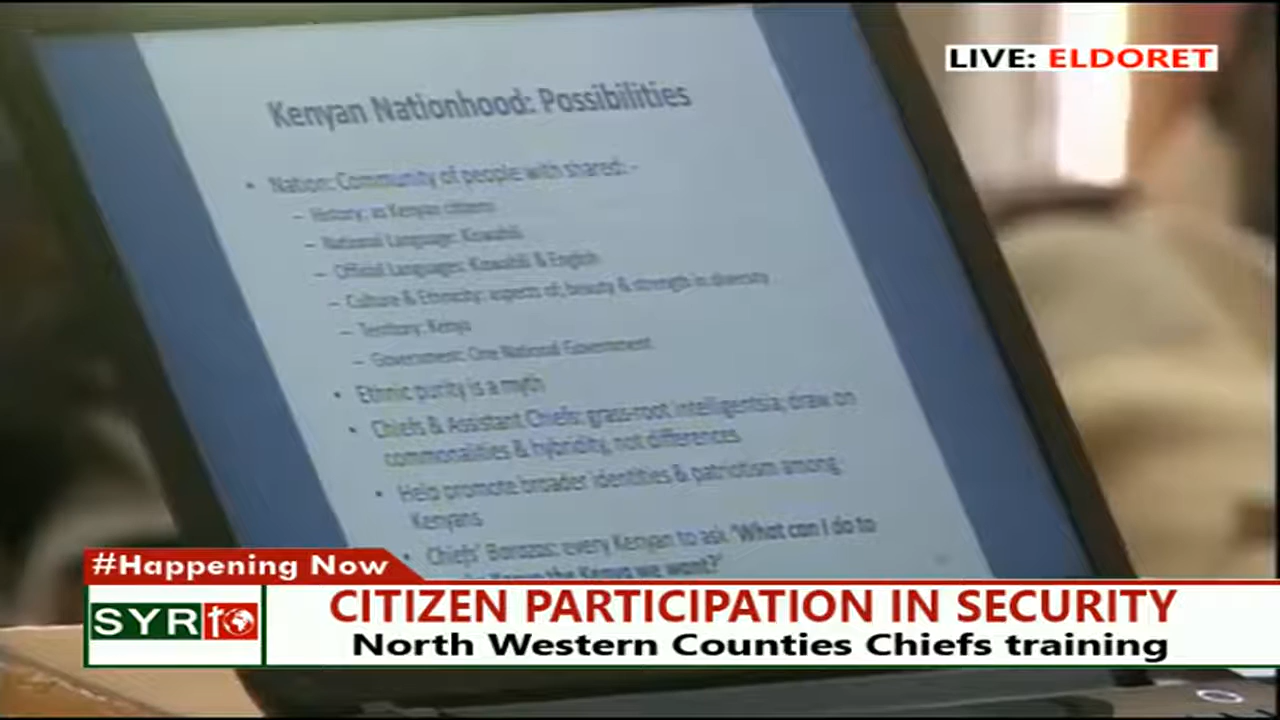 LIVE: ELDORET
Kenyan Nationhood: Possibilities
• Nation: Community of people with shared: -
– History: as Kenyan citizens
– National Language: Kiswahili
– Official Languages: Kiswahili & English
– Culture & Ethnicity: aspects of; beauty & strength in diversity
– Territory: Kenya
– Government: One National Government
• Ethnic purity is a myth
• Chiefs & Assistant Chiefs: grass-root intelligentsia; draw on
commonalities & hybridity, not differences
• Help promote broader identities & patriotism among
Kenyans
• Chiefs' Barazas: every Kenyan to ask 'What can I do to
Kenya the Kenya we want?'
#Happening Now
SYR
CITIZEN PARTICIPATION IN SECURITY
North Western Counties Chiefs training